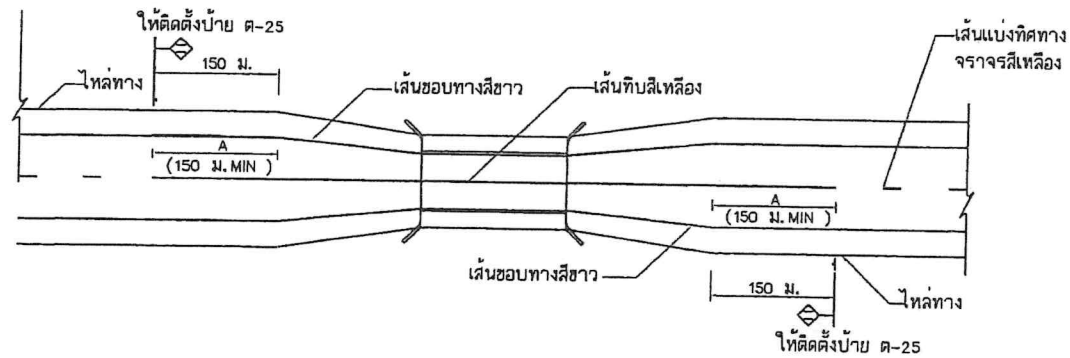 ให้ติดตั้งป้าย ต-25
150 ม.
ไหล่ทาง
เส้นขอบทางสีขาว
เส้นทึบสีเหลือง
เส้นแบ่งทิศทาง
จราจรสีเหลือง
A
(150 ม.MIN )
A
(150 ม.MIN )
เส้นขอบทางสีขาว
150 ม.
ไหล่ทาง
ให้ติดตั้งป้าย ต-25